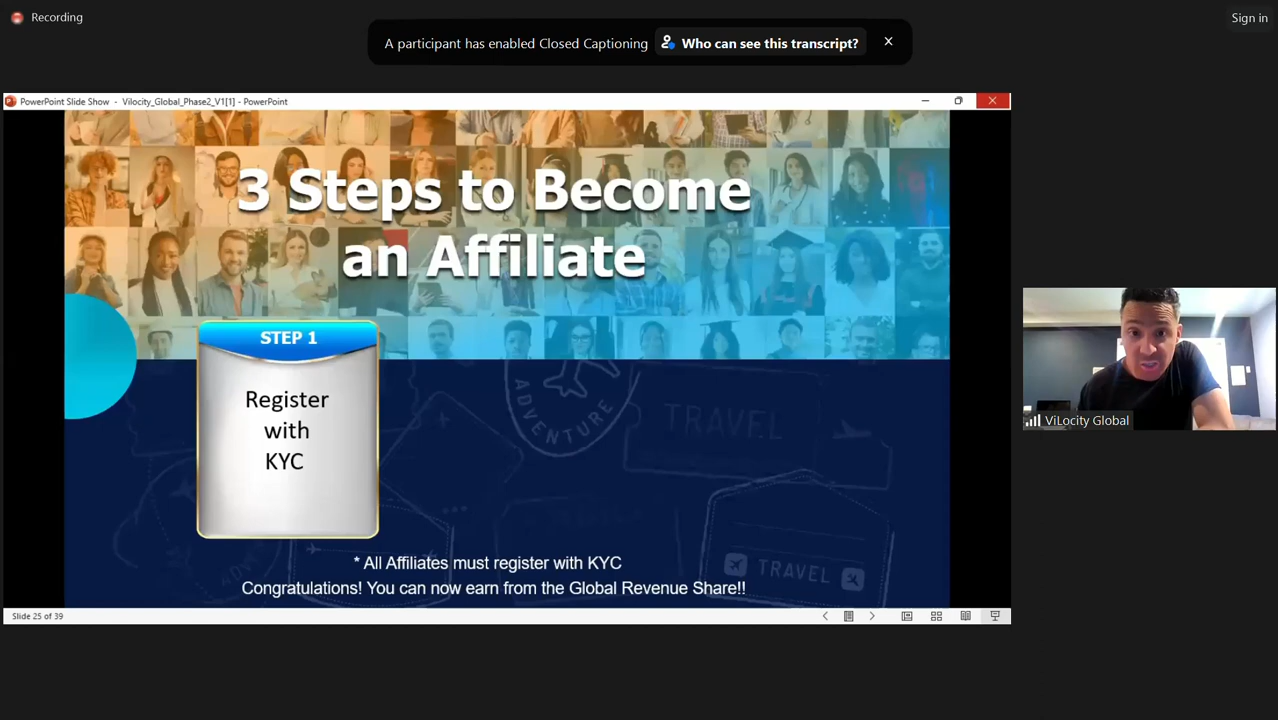 Recording
Sign in
A participant has enabled Closed Captioning
Who can see this transcript?
PowerPoint Slide Show - Vilocity_Global_Phase2_V1[1] - PowerPoint
3 Steps to Become
an Affiliate
STEP 1
Register
with
KYC
ADVENTURE
TRAVEL
TRAVEL
* All Affiliates must register with KYC
Congratulations! You can now earn from the Global Revenue Share!!
ViLocity Global
Slide 25 of 39